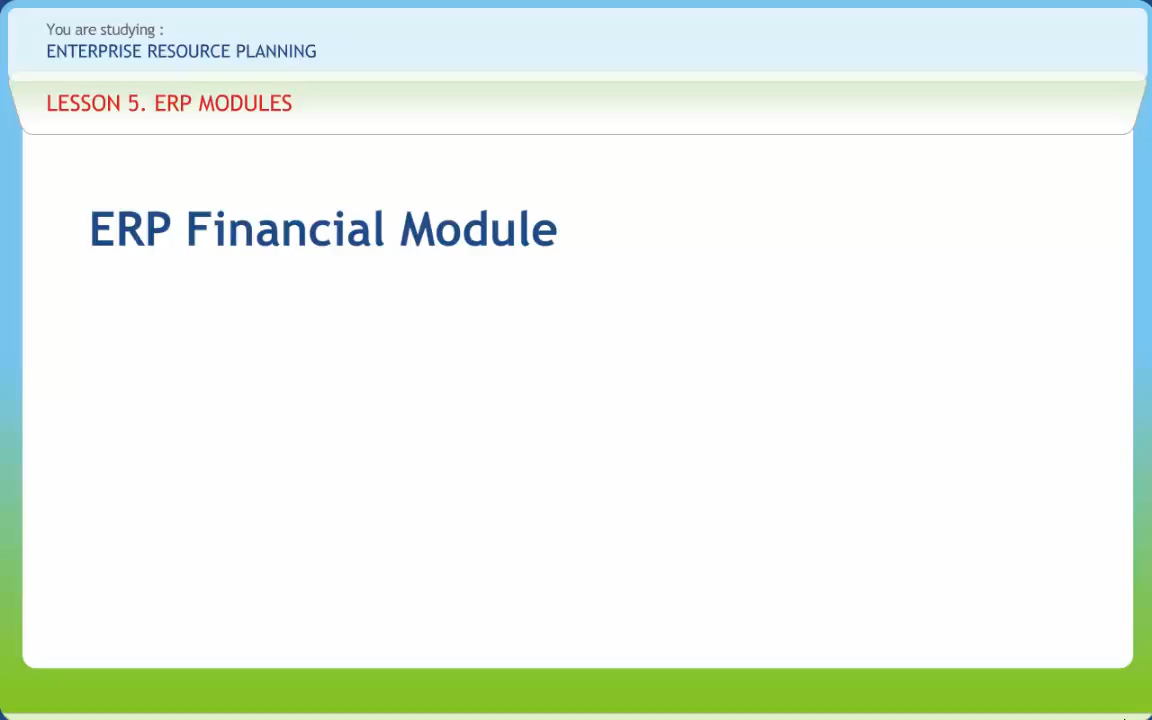 You are studying :
ENTERPRISE RESOURCE PLANNING
LESSON 5. ERP MODULES
ERP Financial Module